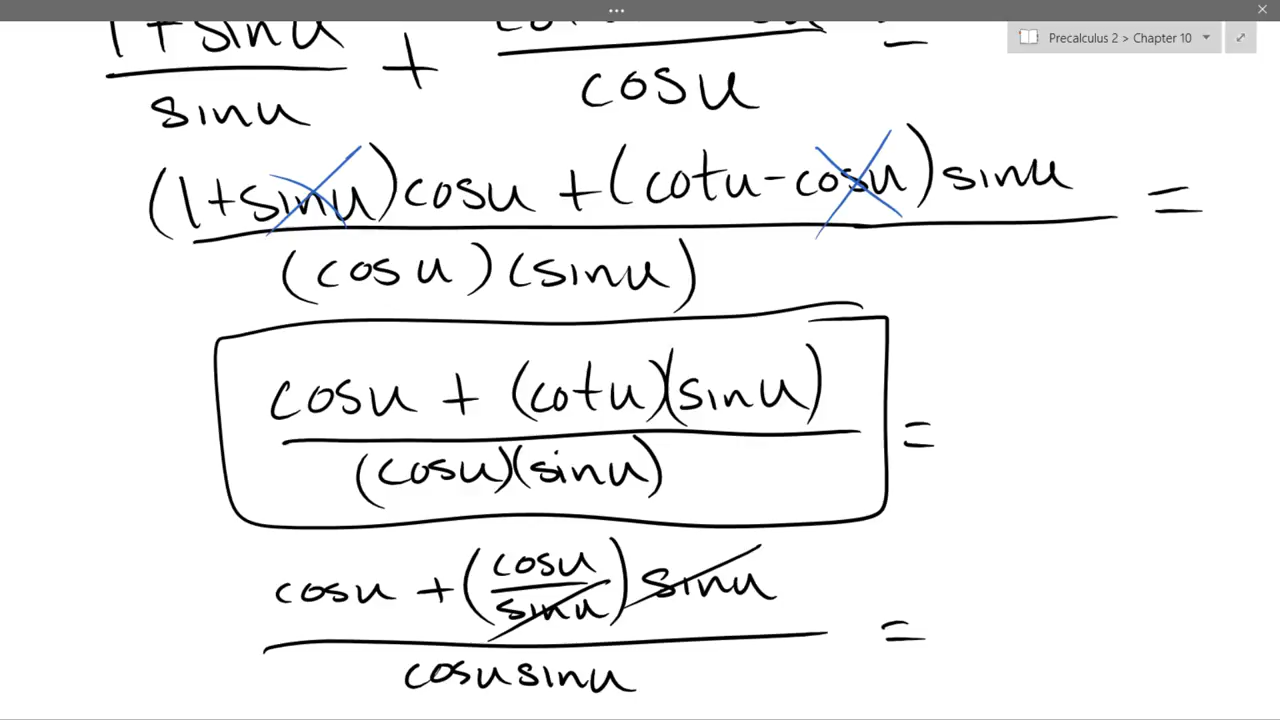 Precalculus 2 > Chapter 10
1 + sinu
sinu
+
cosu
=
(1+sinu)cosu + (cotu-cosu)sinu =
(cosu)(sinu)
cosu + (cotu)(sinu) =
(cosu)(sinu)
cosu + (cosu/sinu) sinu =
cosusinu